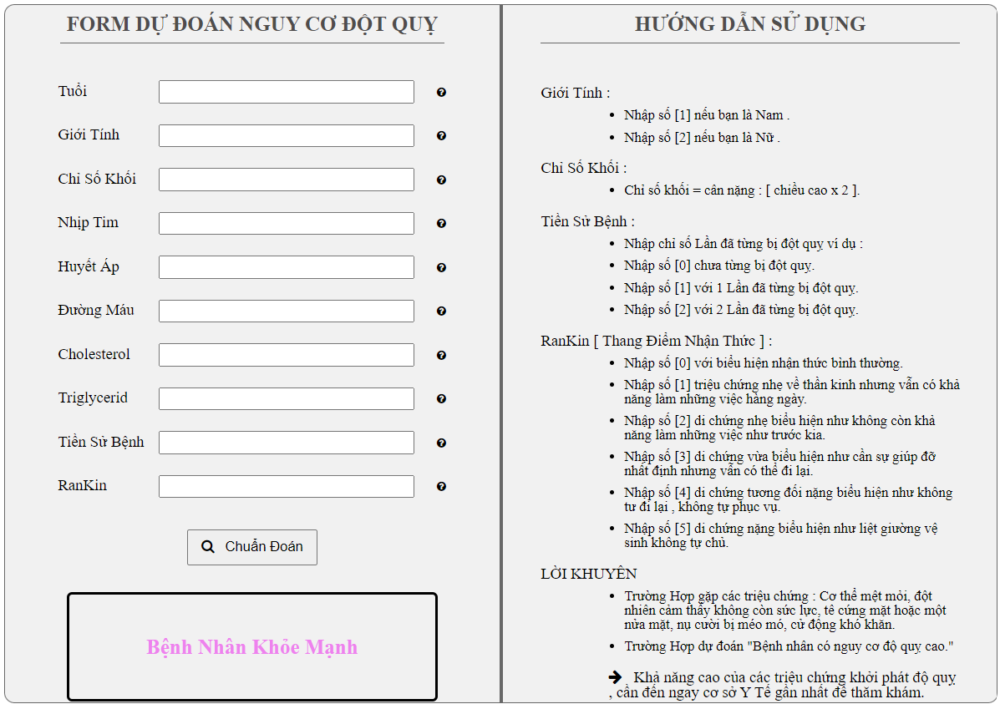 FORM DỰ ĐOÁN NGUY CƠ ĐỘT QUỴ
Tuổi
Giới Tính
Chỉ Số Khối
Nhịp Tim
Huyết Áp
Đường Máu
Cholesterol
Triglycerid
Tiền Sử Bệnh
RanKin
Chuẩn Đoán
Bệnh Nhân Khỏe Mạnh
HƯỚNG DẪN SỬ DỤNG
Giới Tính :
• Nhập số [1] nếu bạn là Nam .
• Nhập số [2] nếu bạn là Nữ .
Chỉ Số Khối :
• Chỉ số khối = cân nặng : [ chiều cao x 2 ].
Tiền Sử Bệnh :
• Nhập chỉ số Lần đã từng bị đột quỵ ví dụ :
• Nhập số [0] chưa từng bị đột quỵ.
• Nhập số [1] với 1 Lần đã từng bị đột quỵ.
• Nhập số [2] với 2 Lần đã từng bị đột quỵ.
RanKin [ Thang Điểm Nhận Thức ] :
• Nhập số [0] với biểu hiện nhận thức bình thường.
• Nhập số [1] triệu chứng nhẹ về thần kinh nhưng vẫn có khả
năng làm những việc hàng ngày.
• Nhập số [2] di chứng nhẹ biểu hiện như không còn khả
năng làm những việc như trước kia.
• Nhập số [3] di chứng vừa biểu hiện như cần sự giúp đỡ
nhất định nhưng vẫn có thể đi lại.
• Nhập số [4] di chứng tương đối nặng biểu hiện như không
tư đi lại , không tự phục vụ.
• Nhập số [5] di chứng nặng biểu hiện như liệt giường vệ
sinh không tự chủ.
LỜI KHUYÊN
• Trường Hợp gặp các triệu chứng : Cơ thể mệt mỏi, đột
nhiên cảm thấy không còn sức lực, tê cứng mặt hoặc một
nửa mặt, nụ cười bị méo mó, cử động khó khăn.
• Trường Hợp dự đoán "Bệnh nhân có nguy cơ độ quỵ cao."
➔ Khả năng cao của các triệu chứng khởi phát độ quỵ
, cần đến ngay cơ sở Y Tế gần nhất để thăm khám.